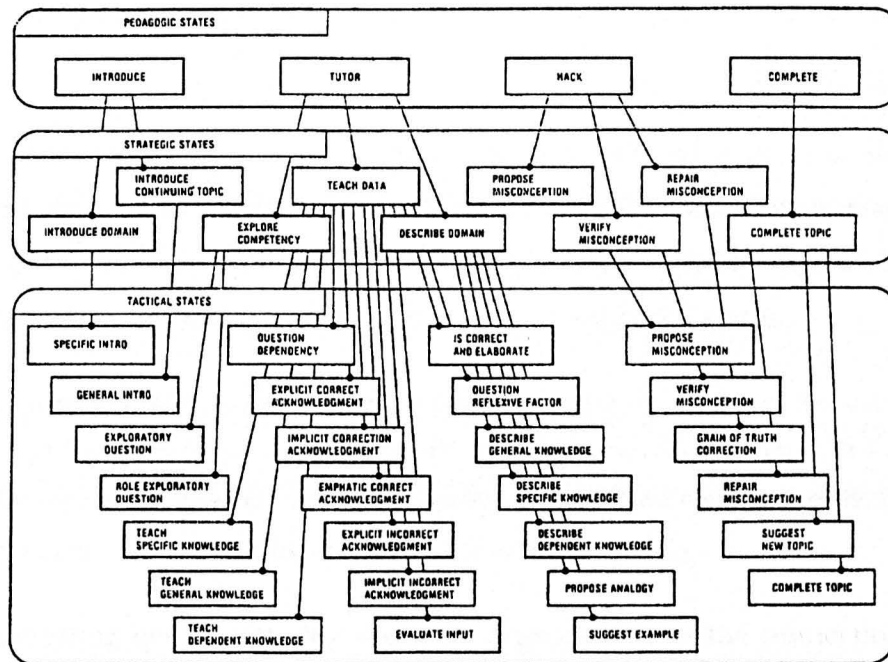 PEDAGOGIC STATES
INTRODUCE
TUTOR
HACK
COMPLETE
STRATEGIC STATES
INTRODUCE
CONTINUING TOPIC
TEACH DATA
PROPOSE
MISCONCEPTION
REPAIR
MISCONCEPTION
INTRODUCE DOMAIN
EXPLORE
COMPETENCY
DESCRIBE DOMAIN
VERIFY
MISCONCEPTION
COMPLETE TOPIC
TACTICAL STATES
SPECIFIC INTRO
QUESTION
DEPENDENCY
IS CORRECT
AND ELABORATE
PROPOSE
MISCONCEPTION
GENERAL INTRO
EXPLICIT CORRECT
ACKNOWLEDGMENT
QUESTION
REFLEXIVE FACTOR
VERIFY
MISCONCEPTION
EXPLORATORY
QUESTION
IMPLICIT CORRECTION
ACKNOWLEDGMENT
DESCRIBE
GENERAL KNOWLEDGE
GRAIN OF TRUTH
CORRECTION
ROLE EXPLORATORY
QUESTION
EMPHATIC CORRECT
ACKNOWLEDGMENT
DESCRIBE
SPECIFIC KNOWLEDGE
REPAIR
MISCONCEPTION
TEACH
SPECIFIC KNOWLEDGE
EXPLICIT INCORRECT
ACKNOWLEDGMENT
DESCRIBE
DEPENDENT KNOWLEDGE
SUGGEST
NEW TOPIC
TEACH
GENERAL KNOWLEDGE
IMPLICIT INCORRECT
ACKNOWLEDGMENT
PROPOSE ANALOGY
COMPLETE TOPIC
TEACH
DEPENDENT KNOWLEDGE
EVALUATE INPUT
SUGGEST EXAMPLE